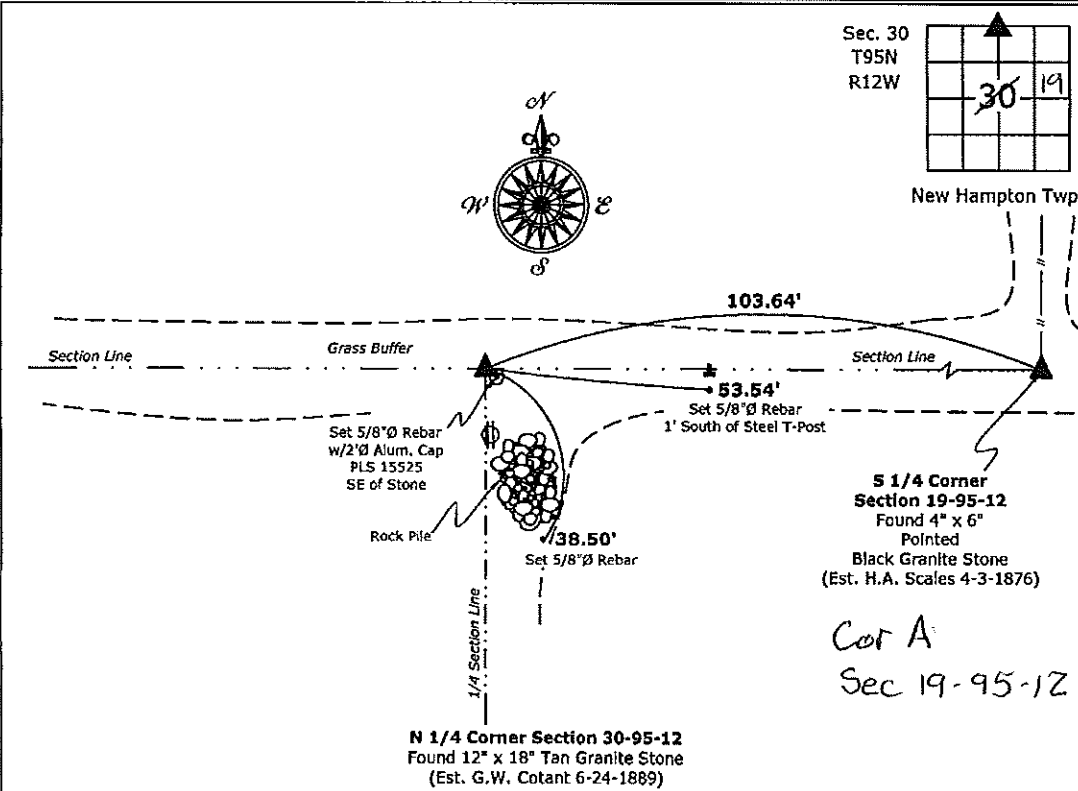 Sec. 30
T95N
R12W
30 19
New Hampton Twp
N
W E
S
103.64'
Section Line
Grass Buffer
Section Line
53.54'
Set 5/8"Ø Rebar
1' South of Steel T-Post
Set 5/8"Ø Rebar
w/2'Ø Alum. Cap
PLS 15525
SE of Stone
Rock Pile
38.50'
Set 5/8"Ø Rebar
S 1/4 Corner
Section 19-95-12
Found 4" x 6"
Pointed
Black Granite Stone
(Est. H.A. Scales 4-3-1876)
Cor A
Sec 19-95-12
1/4 Section Line
N 1/4 Corner Section 30-95-12
Found 12" x 18" Tan Granite Stone
(Est. G.W. Cotant 6-24-1889)